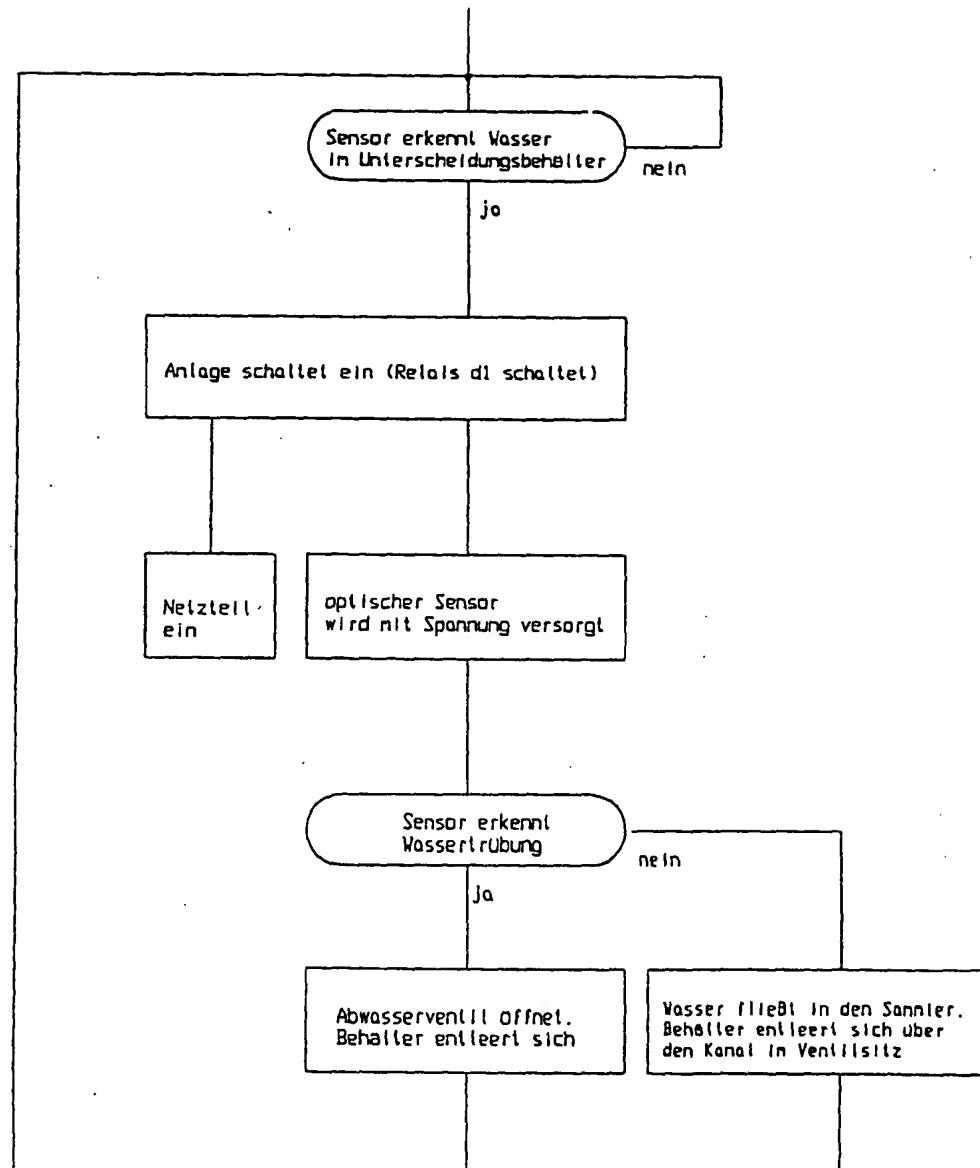 Sensor erkennt Wasser
in Unterscheidungsbehälter
nein
ja
Anlage schaltet ein (Relais d1 schaltet)
Netzteil
ein
optischer Sensor
wird mit Spannung versorgt
Sensor erkennt
Wassertrübung
nein
ja
Abwasserventil öffnet.
Behälter entleert sich
Wasser fließt in den Sammler.
Behälter entleert sich über
den Kanal im Ventilsitz